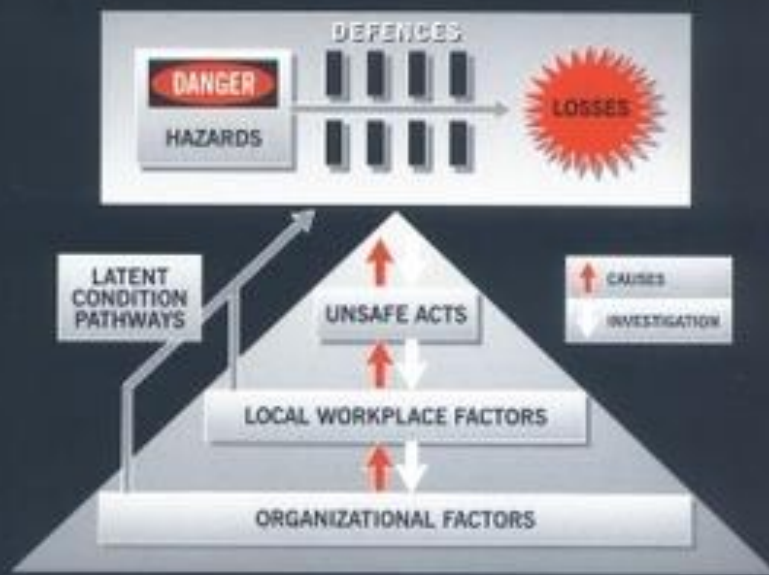 DEFENCES
DANGER
HAZARDS
LOSSES
LATENT
CONDITION
PATHWAYS
UNSAFE ACTS
CAUSES
INVESTIGATION
LOCAL WORKPLACE FACTORS
ORGANIZATIONAL FACTORS